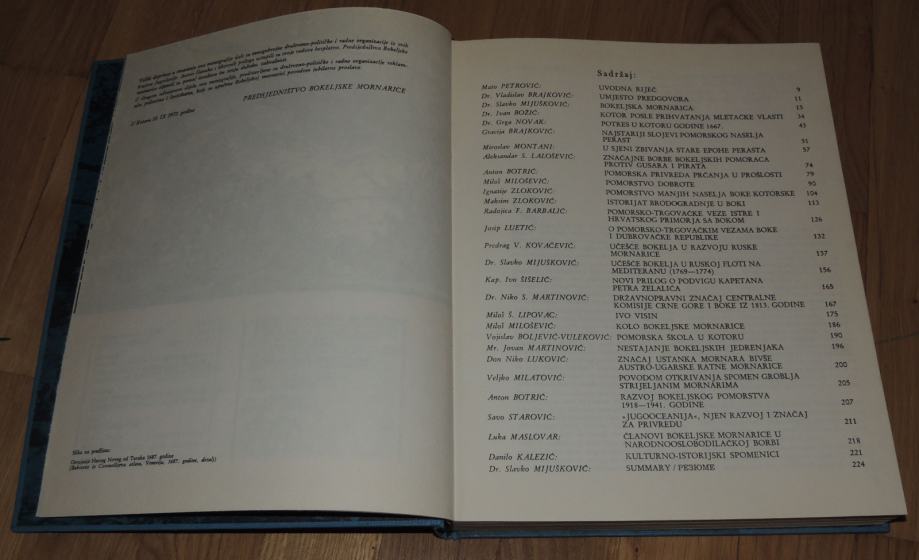 PREDSJEDNIŠTVO BOKELJSKE MORNARICE
Sadržaj:
Mato PETROVIĆ: UVODNA RIJEČ 9
Dr. Vladislav BRAJKOVIĆ: UMJESTO PREDGOVORA 11
Dr. Slavko MIJUŠKOVIĆ: BOKELJSKA MORNARICA 15
Dr. Ivan BOŽIĆ: KOTOR POSLE PRIHVATANJA MLETAČKE VLASTI 34
Dr. Grga NOVAK: POTRES U KOTORU GODINE 1667. 43
Gracija BRAJKOVIĆ: NAJSTARIJI SLOJEVI POMORSKOG NASELJA
PERAST 51
Miroslav MONTANI: U SJENI ZBIVANJA STARE EPOHE PERASTA 57
Aleksandar S. LALOŠEVIĆ: ZNAČAJNE BORBE BOKELJSKIH POMORACA
PROTIV GUSARA I PIRATA 74
Anton BOTRIĆ: POMORSKA PRIVREDA PRČANJA U PROŠLOSTI 79
Miloš MILOŠEVIĆ: POMORSTVO DOBROTE 90
Ignatije ZLOKOVIĆ: POMORSTVO MANJIH NASELJA BOKE KOTORSKE 104
Maksim ZLOKOVIĆ: ISTORIJAT BRODOGRADNJE U BOKI 113
Radojica F. BARBALIĆ: POMORSKO-TRGOVAČKE VEZE ISTRE I
HRVATSKOG PRIMORJA SA BOKOM 126
Josip LUETIĆ: O POMORSKO-TRGOVAČKIM VEZAMA BOKE
I DUBROVAČKE REPUBLIKE 132
Predrag V. KOVAČEVIĆ: UČEŠĆE BOKELJA U RAZVOJU RUSKE
MORNARICE 137
Dr. Slavko MIJUŠKOVIĆ: UČEŠĆE BOKELJA U RUSKOJ FLOTI NA
MEDITERANU (1769—1774) 156
Kap. Ivo ŠIŠELIĆ: NOVI PRILOG O PODVIGU KAPETANA
PETRA ŽELALIĆA 165
Dr. Niko S. MARTINOVIĆ: DRŽAVNOPRAVNI ZNAČAJ CENTRALNE
KOMISIJE CRNE GORE I BOKE IZ 1813. GODINE 167
Miloš Š. LIPOVAC: IVO VISIN 175
Miloš MILOŠEVIĆ: KOLO BOKELJSKE MORNARICE 186
Vojislav BOLJEVIĆ-VULEKOVIĆ: POMORSKA ŠKOLA U KOTORU 190
Mr. Jovan MARTINOVIĆ: NESTAJANJE BOKELJSKIH JEDRENJAKA 196
Don Niko LUKOVIĆ: ZNAČAJ USTANKA MORNARA BIVŠE
AUSTRO-UGARSKE RATNE MORNARICE 200
Veljko MILATOVIĆ: POVODOM OTKRIVANJA SPOMEN GROBLJA
STRIJELJANIM MORNARIMA 205
Anton BOTRIĆ: RAZVOJ BOKELJSKOG POMORSTVA
1918—1941. GODINE 207
Savo STAROVIĆ: »JUGOOCEANIJA«, NJEN RAZVOJ I ZNAČAJ
ZA PRIVREDU 211
Luka MASLOVAR: ČLANOVI BOKELJSKE MORNARICE U
NARODNOOSLOBODILAČKOJ BORBI 218
Danilo KALEZIĆ: KULTURNO-ISTORIJSKI SPOMENICI 221
Dr. Slavko MIJUŠKOVIĆ: SUMMARY / РЕЗЮМЕ 224